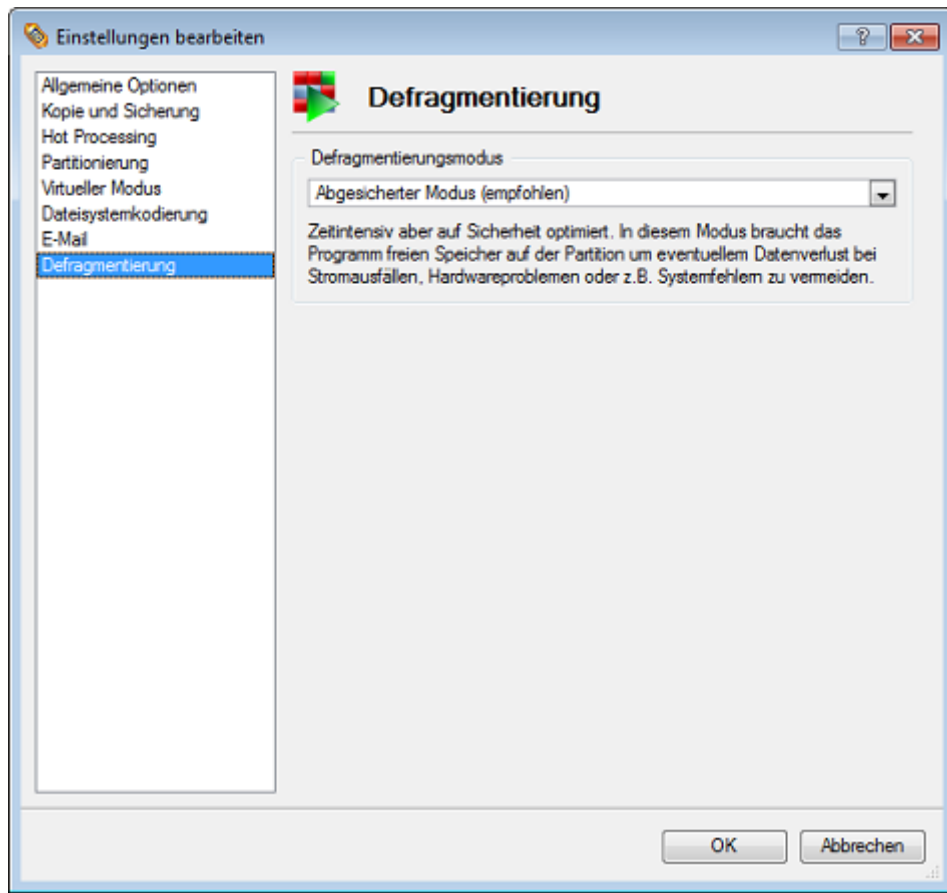 Einstellungen bearbeiten
Allgemeine Optionen
Kopie und Sicherung
Hot Processing
Partitionierung
Virtueller Modus
Dateisystemkodierung
E-Mail
Defragmentierung
Defragmentierung
Defragmentierungsmodus
Abgesicherter Modus (empfohlen)
Zeitintensiv aber auf Sicherheit optimiert. In diesem Modus braucht das
Programm freien Speicher auf der Partition um eventuellem Datenverlust bei
Stromausfällen, Hardwareproblemen oder z.B. Systemfehlern zu vermeiden.
OK
Abbrechen